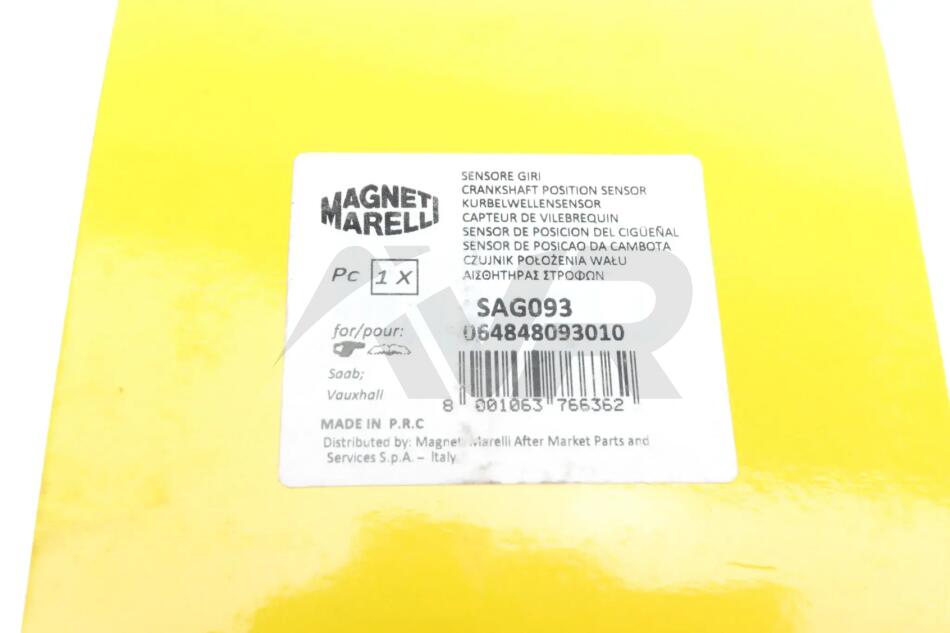 SENSORE GIRI
CRANKSHAFT POSITION SENSOR
KURBELWELLENSENSOR
CAPTEUR DE VILEBREQUIN
SENSOR DE POSICION DEL CIGÜEÑAL
SENSOR DE POSICAO DA CAMBOTA
CZUJNIK POŁOŻENIA WAŁU
ΑΙΣΘΗΤΗΡΑΣ ΣΤΡΟΦΩΝ
MAGNETI
MARELLI
Pc 1 X
SAG093
064848093010
for/pour:
Saab;
Vauxhall
8 001063 766362
MADE IN P.R.C
Distributed by: Magneti Marelli After Market Parts and
Services S.p.A. – Italy
AVR